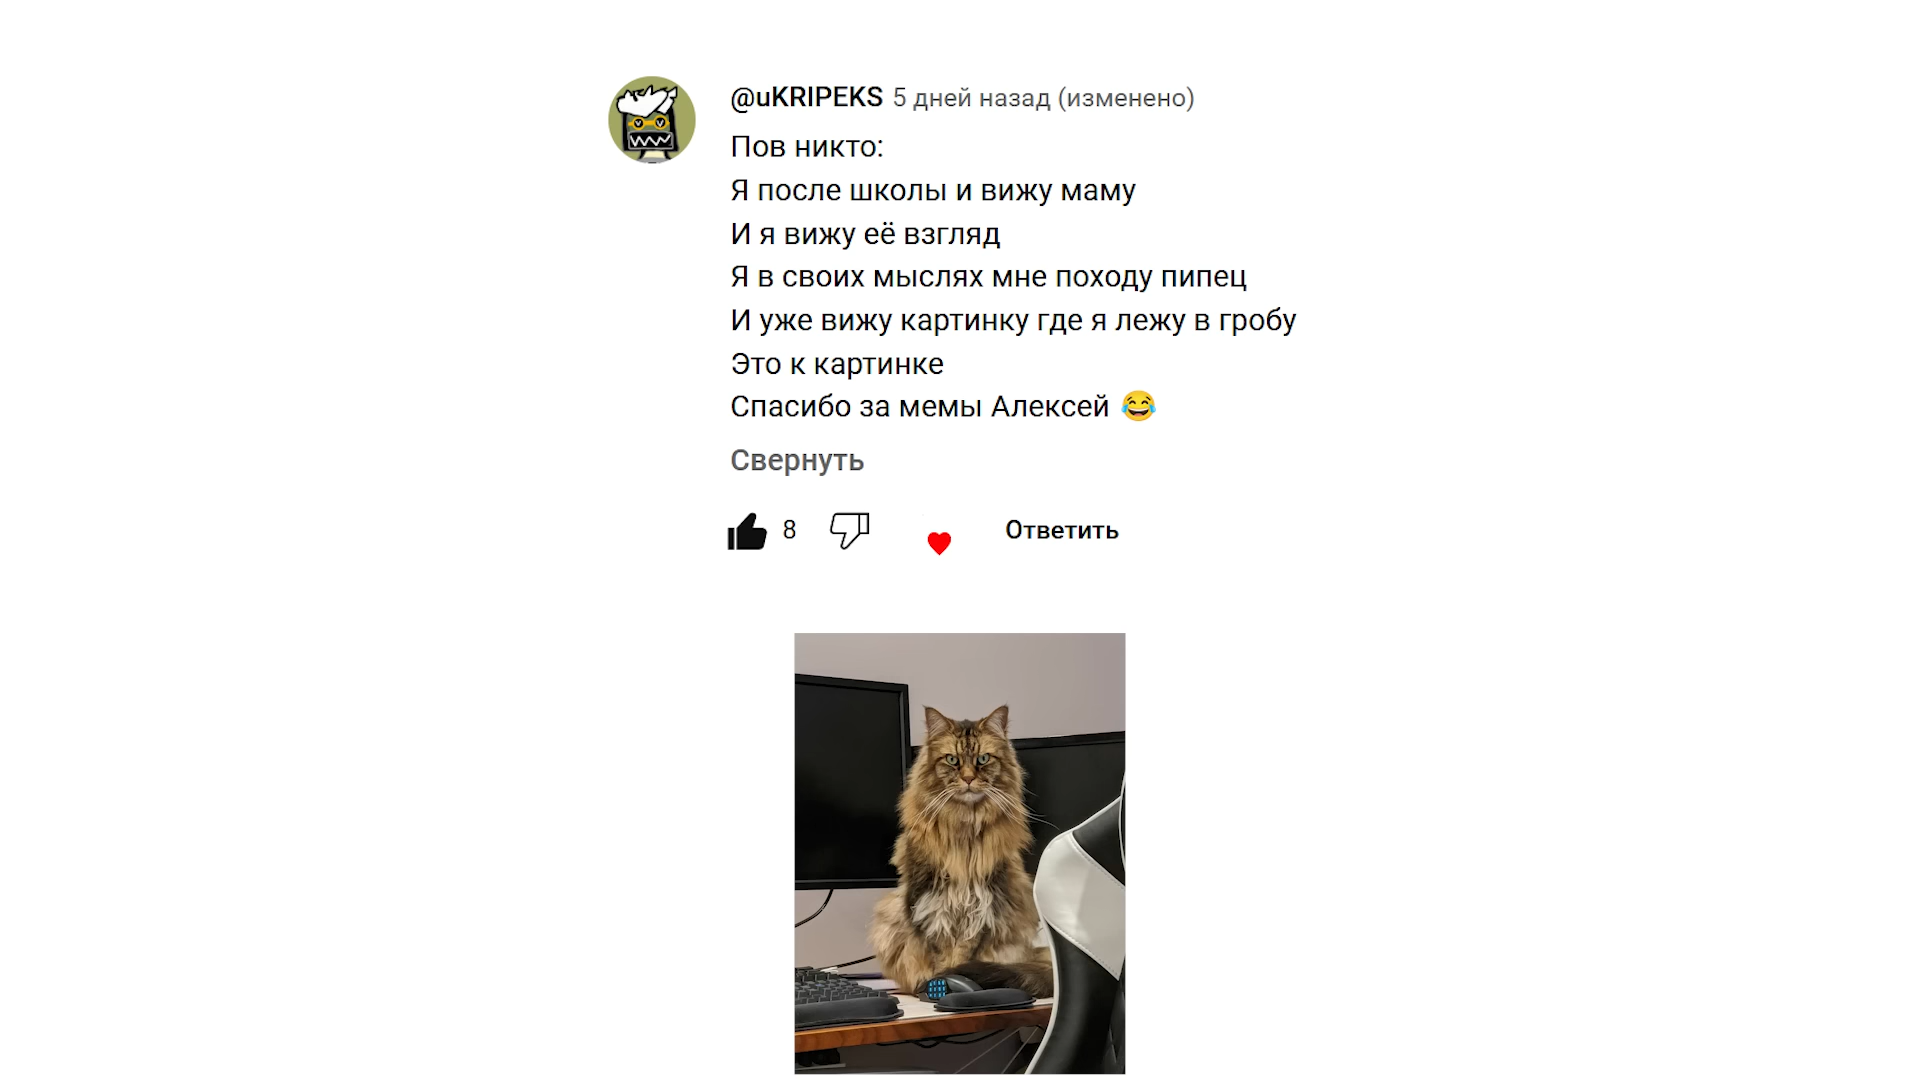 @uKRIPEKS 5 дней назад (изменено)
Пов никто:
Я после школы и вижу маму
И я вижу её взгляд
Я в своих мыслях мне походу пипец
И уже вижу картинку где я лежу в гробу
Это к картинке
Спасибо за мемы Алексей 😂
Свернуть
8 Ответить